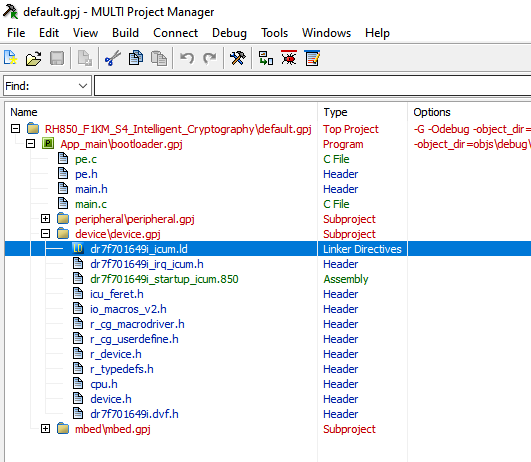 default.gpj - MULTI Project Manager
File Edit View Build Connect Debug Tools Windows Help
Find:
Name Type Options
RH850_F1KM_S4_Intelligent_Cryptography\default.gpj Top Project -G -Odebug -object_dir=
App_main\bootloader.gpj Program -object_dir=objs\debug\
pe.c C File
pe.h Header
main.h Header
main.c C File
peripheral\peripheral.gpj Subproject
device\device.gpj Subproject
dr7f701649i_icum.ld Linker Directives
dr7f701649i_irq_icum.h Header
dr7f701649i_startup_icum.850 Assembly
icu_feret.h Header
io_macros_v2.h Header
r_cg_macrodriver.h Header
r_cg_userdefine.h Header
r_device.h Header
r_typedefs.h Header
cpu.h Header
device.h Header
dr7f701649i.dvf.h Header
mbed\mbed.gpj Subproject